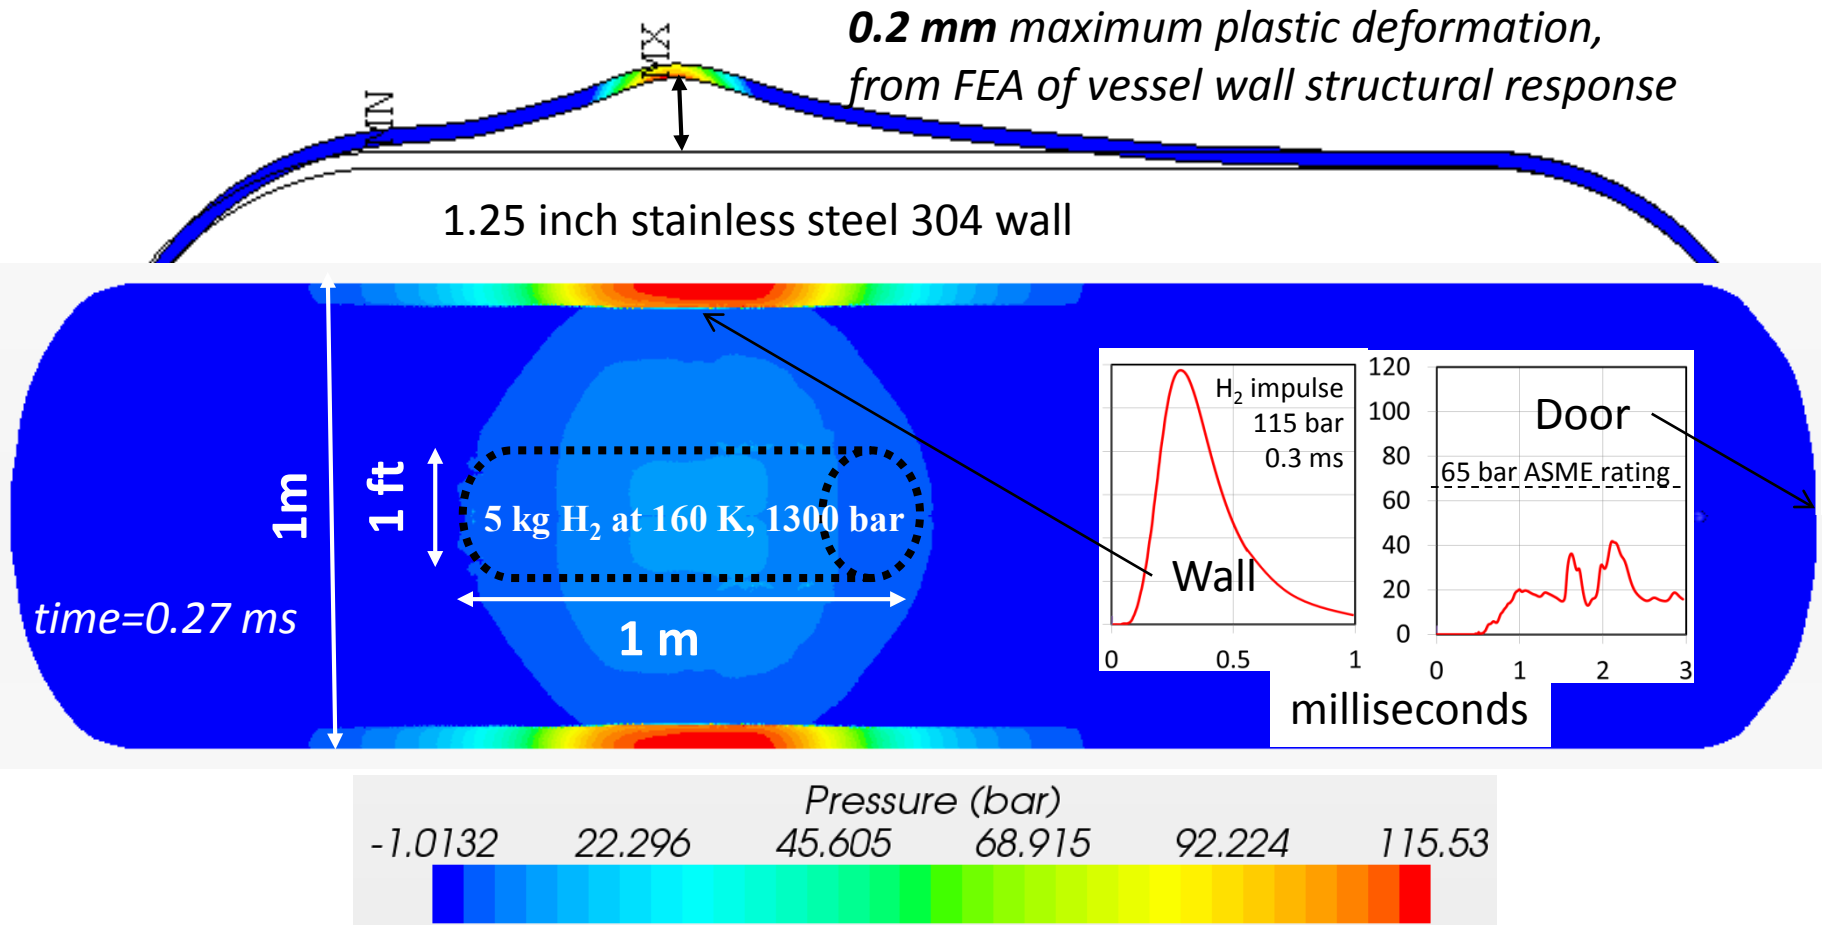 0.2 mm maximum plastic deformation,
from FEA of vessel wall structural response
MX
MN
1.25 inch stainless steel 304 wall
1m
1 ft
5 kg H₂ at 160 K, 1300 bar
1 m
time=0.27 ms
H₂ impulse
115 bar
0.3 ms
Wall
0 0.5 1
120
100
80
60
40
20
0
Door
65 bar ASME rating
0 1 2 3
milliseconds
Pressure (bar)
-1.0132 22.296 45.605 68.915 92.224 115.53